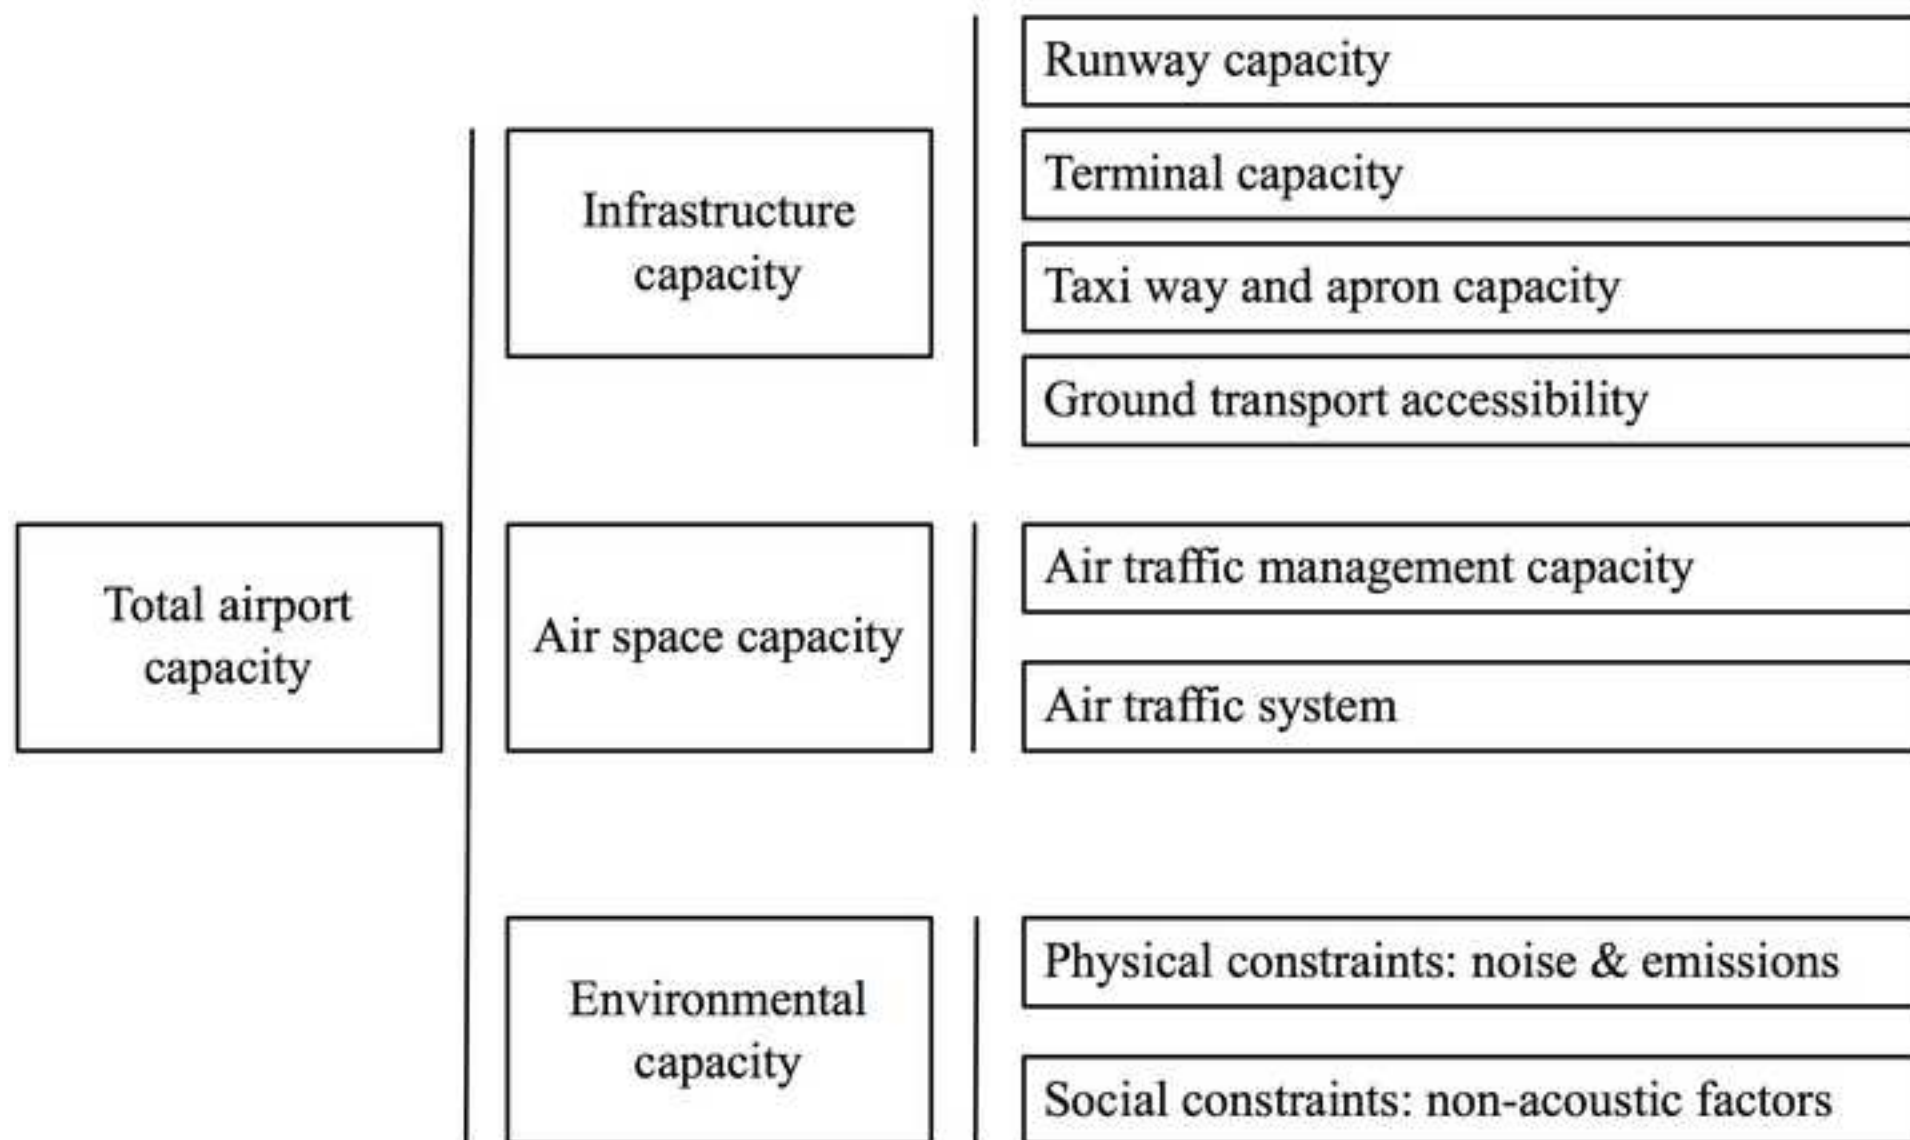 Runway capacity
Terminal capacity
Infrastructure
capacity
Taxi way and apron capacity
Ground transport accessibility
Total airport
capacity
Air space capacity
Air traffic management capacity
Air traffic system
Environmental
capacity
Physical constraints: noise & emissions
Social constraints: non-acoustic factors